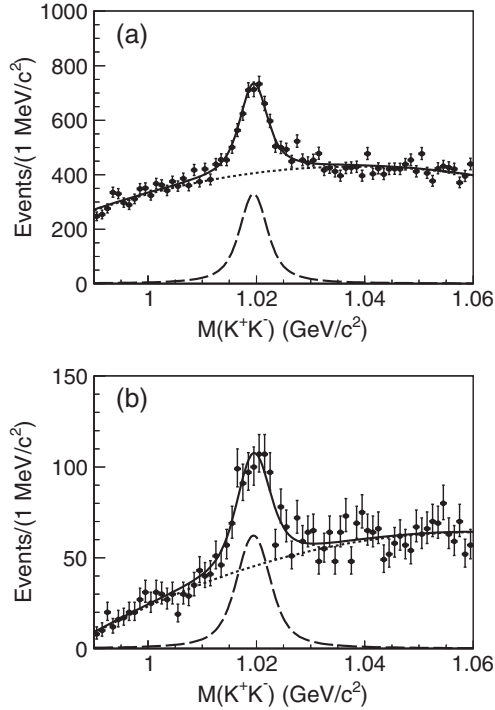 (a)
1000
800
600
400
200
0
Events/(1 MeV/c²)
1 1.02 1.04 1.06
M(K⁺K⁻) (GeV/c²)
(b)
150
100
50
0
Events/(1 MeV/c²)
1 1.02 1.04 1.06
M(K⁺K⁻) (GeV/c²)